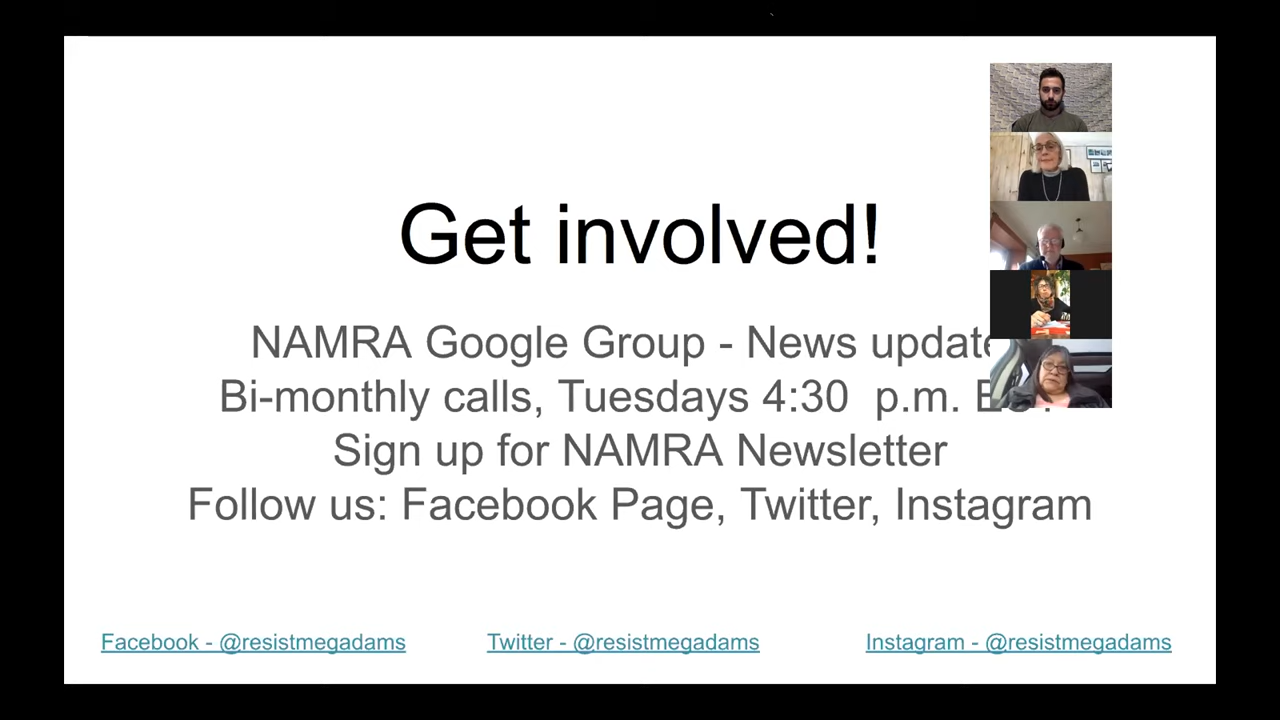 Get involved!
NAMRA Google Group - News
Bi-monthly calls, Tuesdays 4:30 p.m.
Sign up for NAMRA Newsletter
Follow us: Facebook Page, Twitter, Instagram
Facebook - @resistmegadams Twitter - @resistmegadams Instagram - @resistmegadams